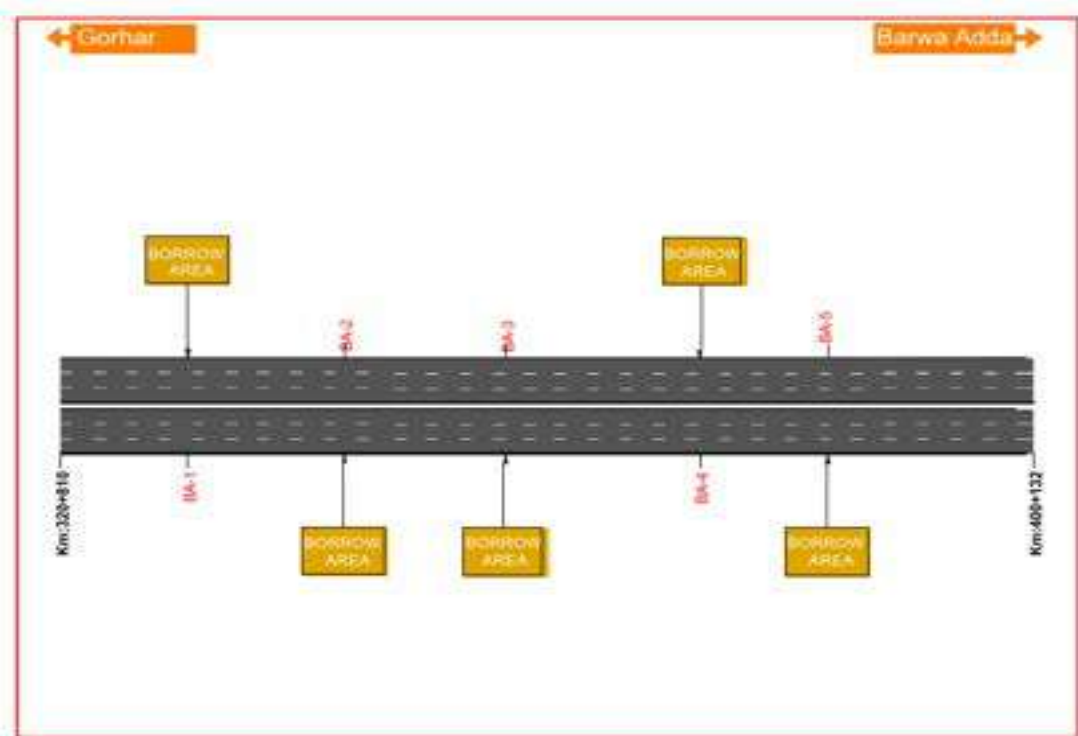 Gorhar
Barwa Adda
BORROW
AREA
BORROW
AREA
BA-2
BA-3
BA-5
Km:320+810
BA-1
BA-4
Km:400+132
BORROW
AREA
BORROW
AREA
BORROW
AREA